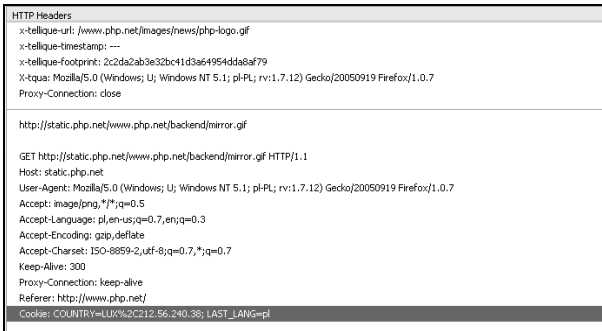 HTTP Headers
x-tellique-url: /www.php.net/images/news/php-logo.gif
x-tellique-timestamp: ---
x-tellique-footprint: 2c2da2ab3e32bc41d3a64954dda8af79
X-tqua: Mozilla/5.0 (Windows; U; Windows NT 5.1; pl-PL; rv:1.7.12) Gecko/20050919 Firefox/1.0.7
Proxy-Connection: close
http://static.php.net/www.php.net/backend/mirror.gif
GET http://static.php.net/www.php.net/backend/mirror.gif HTTP/1.1
Host: static.php.net
User-Agent: Mozilla/5.0 (Windows; U; Windows NT 5.1; pl-PL; rv:1.7.12) Gecko/20050919 Firefox/1.0.7
Accept: image/png,*/*;q=0.5
Accept-Language: pl,en-us;q=0.7,en;q=0.3
Accept-Encoding: gzip,deflate
Accept-Charset: ISO-8859-2,utf-8;q=0.7,*;q=0.7
Keep-Alive: 300
Proxy-Connection: keep-alive
Referer: http://www.php.net/
Cookie: COUNTRY=LUX%2C212.56.240.38; LAST_LANG=pl